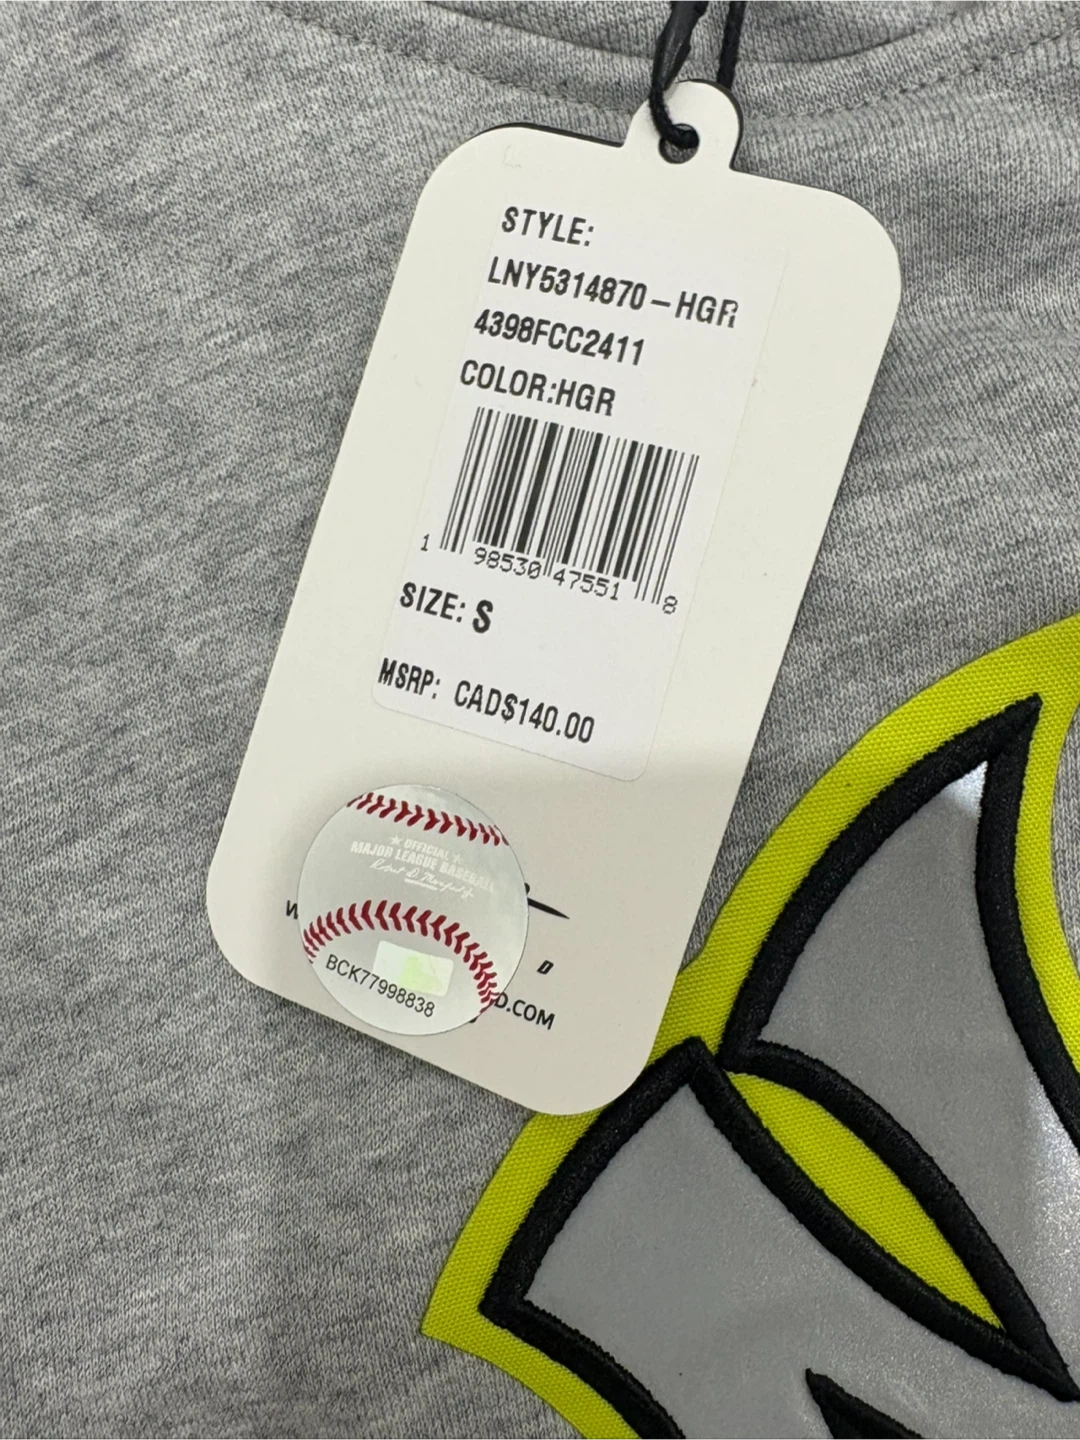 STYLE:
LNY5314870-HGR
4398FCC2411
COLOR:HGR
1 98530 47551 8
SIZE: S
MSRP: CAD$140.00
OFFICIAL
MAJOR LEAGUE BASEBALL
BCK77998838
W
D
D.COM